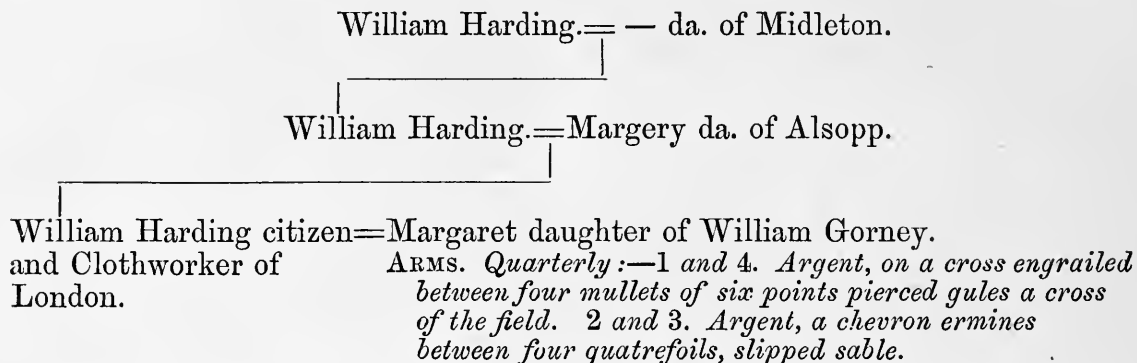 William Harding.=— da. of Midleton.
William Harding.=Margery da. of Alsopp.
William Harding citizen=Margaret daughter of William Gorney.
and Clothworker of
London.
ARMS. Quarterly:—1 and 4. Argent, on a cross engrailed
between four mullets of six points pierced gules a cross
of the field. 2 and 3. Argent, a chevron ermines
between four quatrefoils, slipped sable.